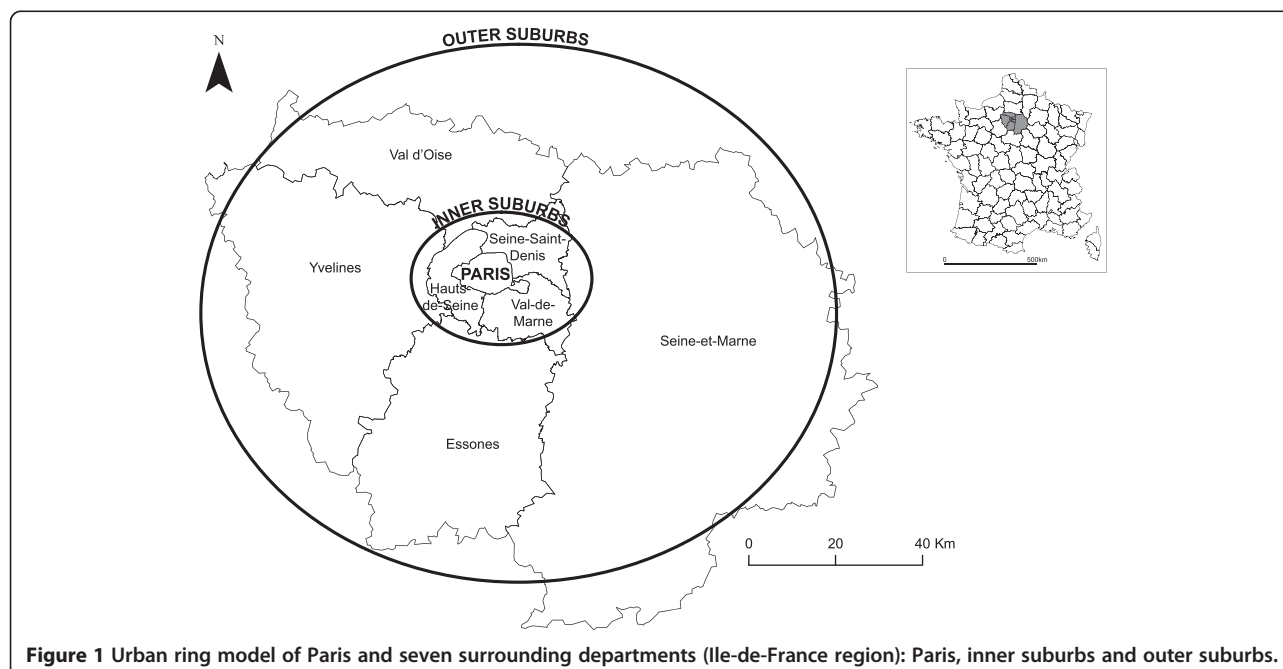 OUTER SUBURBS
N
Val d'Oise
INNER SUBURBS
Seine-Saint-
Denis
Yvelines
PARIS
Hauts-
de-Seine
Val-de-
Marne
Seine-et-Marne
Essones
0 500km
0 20 40 Km
Figure 1 Urban ring model of Paris and seven surrounding departments (Ile-de-France region): Paris, inner suburbs and outer suburbs.